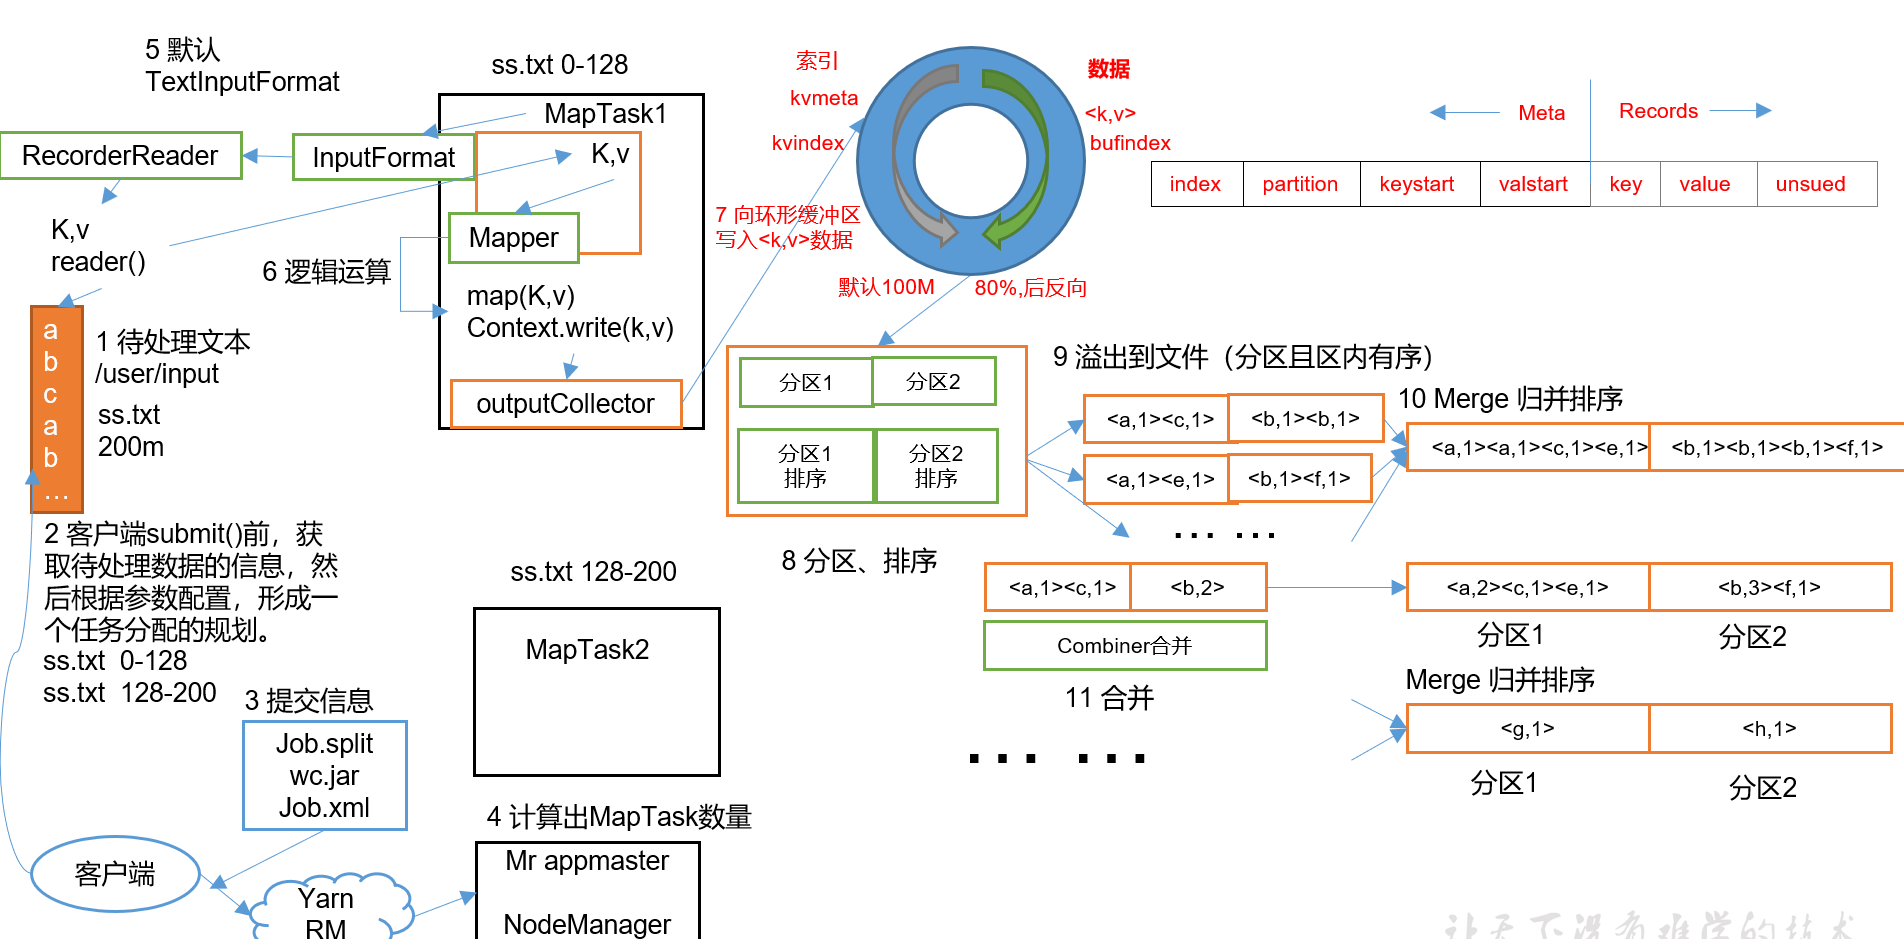 5 默认
TextInputFormat
ss.txt 0-128
MapTask1
RecorderReader
InputFormat
K,v
Mapper
K,v
reader()
6 逻辑运算
map(K,v)
Context.write(k,v)
outputCollector
a
b
c
a
b
...
1 待处理文本
/user/input
ss.txt
200m
2 客户端submit()前，获
取待处理数据的信息，然
后根据参数配置，形成一
个任务分配的规划。
ss.txt 0-128
ss.txt 128-200
3 提交信息
Job.split
wc.jar
Job.xml
客户端
Yarn
RM
4 计算出MapTask数量
Mr appmaster
NodeManager
ss.txt 128-200
MapTask2
索引
kvmeta
kvindex
数据
<k,v>
bufindex
7 向环形缓冲区
写入<k,v>数据
默认100M
80%,后反向
Meta
Records
index partition keystart valstart key value unsued
分区1 分区2
分区1
排序
分区2
排序
8 分区、排序
9 溢出到文件（分区且区内有序）
<a,1><c,1> <b,1><b,1>
<a,1><e,1> <b,1><f,1>
... ...
10 Merge 归并排序
<a,1><a,1><c,1><e,1> <b,1><b,1><b,1><f,1>
<a,1><c,1> <b,2>
Combiner合并
11 合并
... ...
<a,2><c,1><e,1> <b,3><f,1>
分区1 分区2
Merge 归并排序
<g,1> <h,1>
分区1 分区2
让天下没有难学的技术